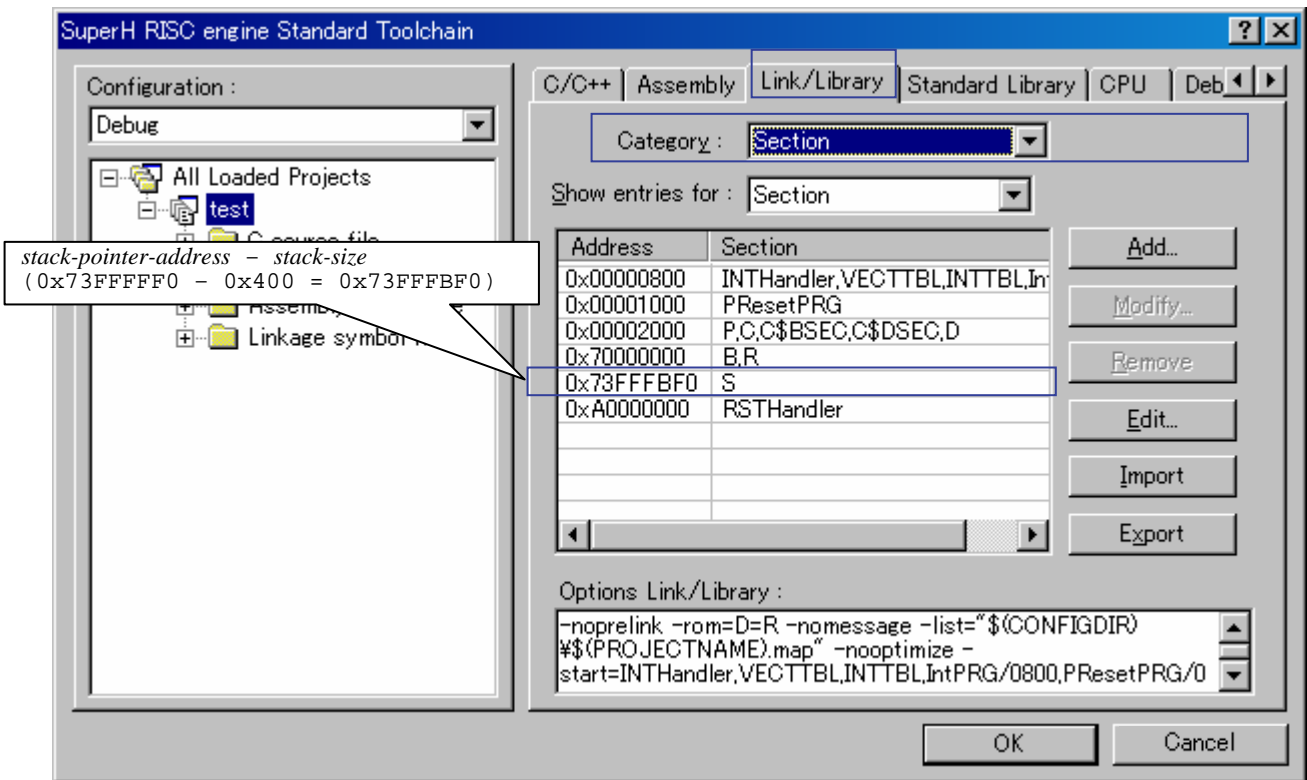 SuperH RISC engine Standard Toolchain
Configuration :
Debug
All Loaded Projects
test
C source file
stack-pointer-address – stack-size
(0x73FFFFF0 – 0x400 = 0x73FFFBF0)
Linkage symbol
C/C++ Assembly Link/Library Standard Library CPU Deb
Category :
Section
Show entries for :
Section
Address Section
0x00000800 INTHandler,VECTTBL,INTTBL,In
0x00001000 PResetPRG
0x00002000 P,C,C$BSEC,C$DSEC,D
0x70000000 B,R
0x73FFFBF0 S
0xA0000000 RSTHandler
Add...
Modify...
Remove
Edit...
Import
Export
Options Link/Library :
-noprelink -rom=D=R -nomessage -list="$(CONFIGDIR)
¥$(PROJECTNAME).map" -nooptimize -
start=INTHandler,VECTTBL,INTTBL,IntPRG/0800,PResetPRG/0
OK
Cancel